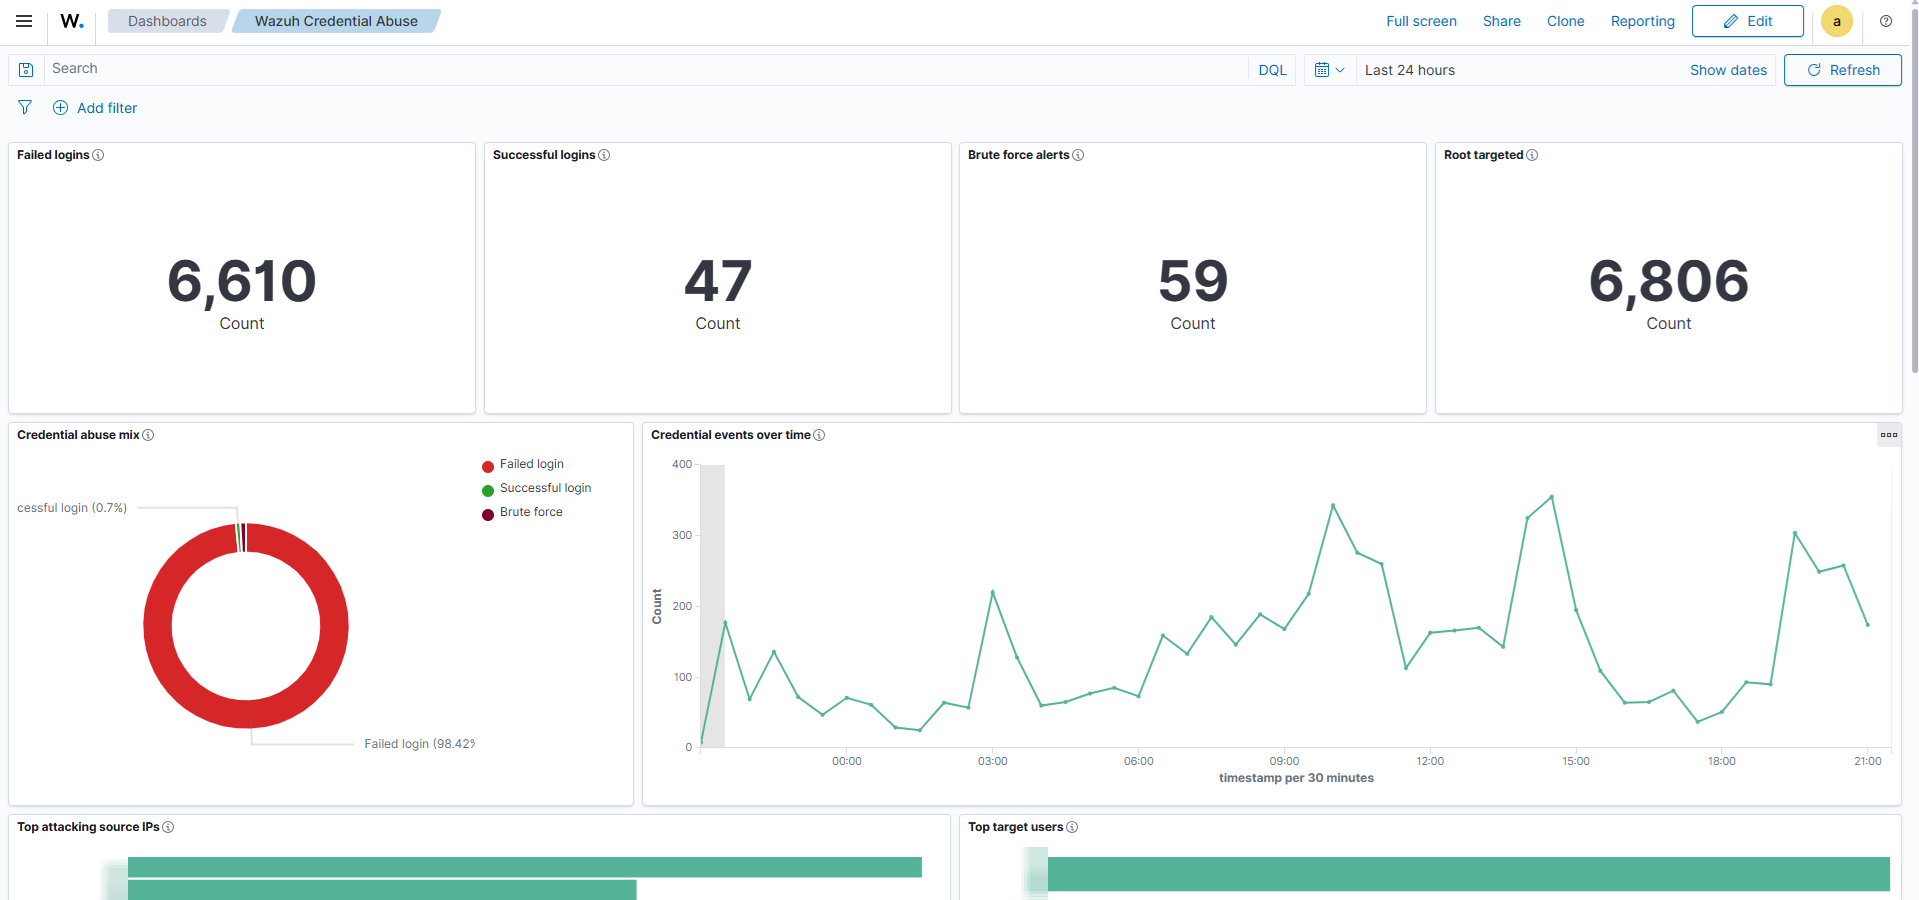 W.
Dashboards
Wazuh Credential Abuse
Full screen
Share
Clone
Reporting
Edit
a
Search
DQL
Last 24 hours
Show dates
Refresh
Add filter
Failed logins
6,610
Count
Successful logins
47
Count
Brute force alerts
59
Count
Root targeted
6,806
Count
Credential abuse mix
Failed login
Successful login
Brute force
cessful login (0.7%)
Failed login (98.42%
Credential events over time
400
300
200
100
0
Count
00:00
03:00
06:00
09:00
12:00
15:00
18:00
21:00
timestamp per 30 minutes
Top attacking source IPs
Top target users